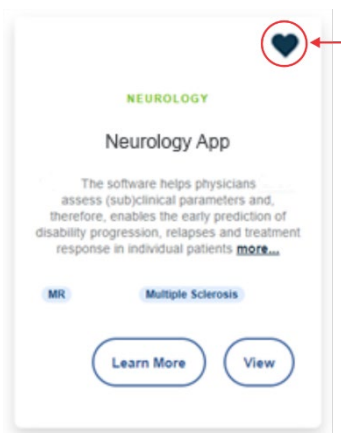 NEUROLOGY
Neurology App
The software helps physicians
assess (sub)clinical parameters and,
therefore, enables the early prediction of
disability progression, relapses and treatment
response in individual patients more...
MR Multiple Sclerosis
Learn More View